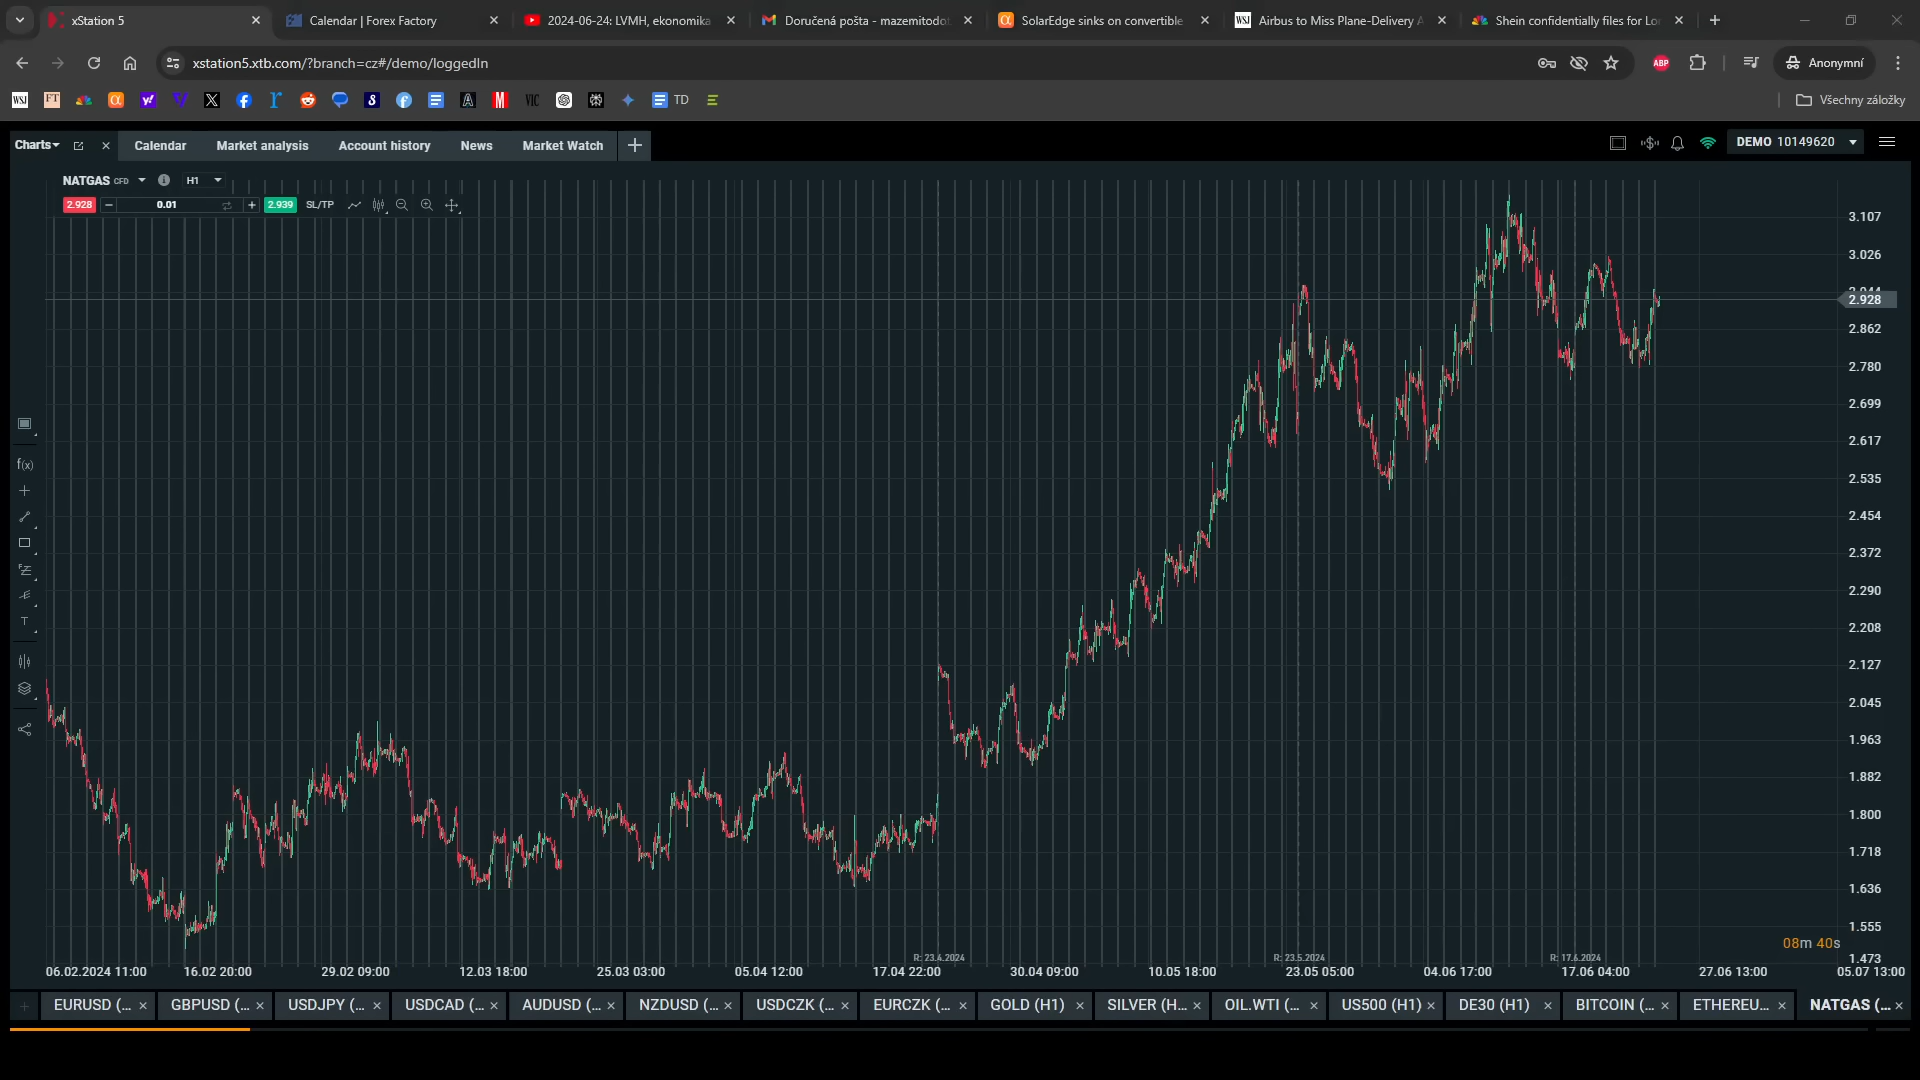 xStation 5
Calendar | Forex Factory
2024-06-24: LVMH, ekonomika
Doručená pošta - mazemitodot
SolarEdge sinks on convertible
WSJ
Airbus to Miss Plane-Delivery A
Shein confidentially files for Lon
xstation5.xtb.com/?branch=cz#/demo/loggedIn
ABP
Anonymní
WSJ
FT
VIC
TD
Všechny záložky
Charts
Calendar
Market analysis
Account history
News
Market Watch
DEMO 10149620
NATGAS CFD
H1
2.928
0.01
2.939
SL/TP
3.107
3.026
2.944
2.928
2.862
2.780
2.699
2.617
2.535
2.454
2.372
2.290
2.208
2.127
2.045
1.963
1.882
1.800
1.718
1.636
1.555
1.473
f(x)
T
08m 40s
R: 23.4.2024
R: 23.5.2024
R: 17.6.2024
06.02.2024 11:00
16.02 20:00
29.02 09:00
12.03 18:00
25.03 03:00
05.04 12:00
17.04 22:00
30.04 09:00
10.05 18:00
23.05 05:00
04.06 17:00
17.06 04:00
27.06 13:00
05.07 13:00
EURUSD (...
GBPUSD (...
USDJPY (...
USDCAD (...
AUDUSD (...
NZDUSD (...
USDCZK (...
EURCZK (...
GOLD (H1)
SILVER (H...
OIL.WTI (...
US500 (H1)
DE30 (H1)
BITCOIN (...
ETHEREU...
NATGAS (...